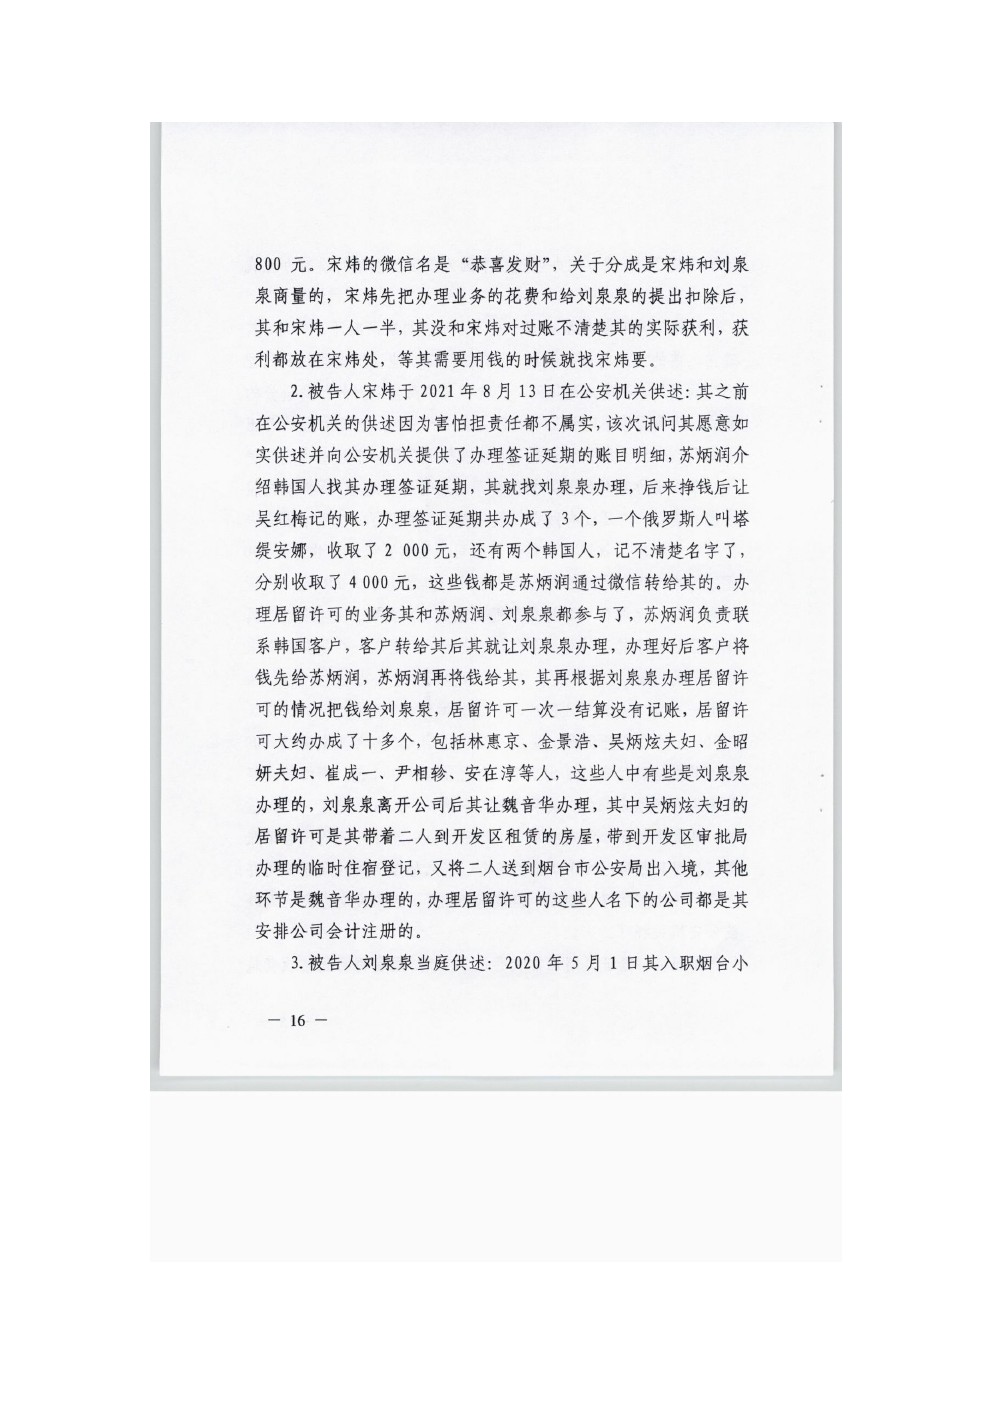 800 元。宋炜的微信名是“恭喜发财”，关于分成是宋炜和刘泉
泉商量的，宋炜先把办理业务的花费和给刘泉泉的提出扣除后，
其和宋炜一人一半，其没和宋炜对过账不清楚其的实际获利，获
利都放在宋炜处，等其需要用钱的时候就找宋炜要。
2.被告人宋炜于 2021 年 8 月 13 日在公安机关供述：其之前
在公安机关的供述因为害怕担责任都不属实，该次讯问其愿意如
实供述并向公安机关提供了办理签证延期的账目明细，苏炳润介
绍韩国人找其办理签证延期，其就找刘泉泉办理，后来挣钱后让
吴红梅记的账，办理签证延期共办成了 3 个，一个俄罗斯人叫塔
缇安娜，收取了 2 000 元，还有两个韩国人，记不清楚名字了，
分别收取了 4 000 元，这些钱都是苏炳润通过微信转给其的。办
理居留许可的业务其和苏炳润、刘泉泉都参与了，苏炳润负责联
系韩国客户，客户转给其后其就让刘泉泉办理，办理好后客户将
钱先给苏炳润，苏炳润再将钱给其，其再根据刘泉泉办理居留许
可的情况把钱给刘泉泉，居留许可一次一结算没有记账，居留许
可大约办成了十多个，包括林惠京、金景浩、吴炳炫夫妇、金昭
妍夫妇、崔成一、尹相轸、安在淳等人，这些人中有些是刘泉泉
办理的，刘泉泉离开公司后其让魏音华办理，其中吴炳炫夫妇的
居留许可是其带着二人到开发区租赁的房屋，带到开发区审批局
办理的临时住宿登记，又将二人送到烟台市公安局出入境，其他
环节是魏音华办理的，办理居留许可的这些人名下的公司都是其
安排公司会计注册的。
3.被告人刘泉泉当庭供述：2020 年 5 月 1 日其入职烟台小
— 16 —